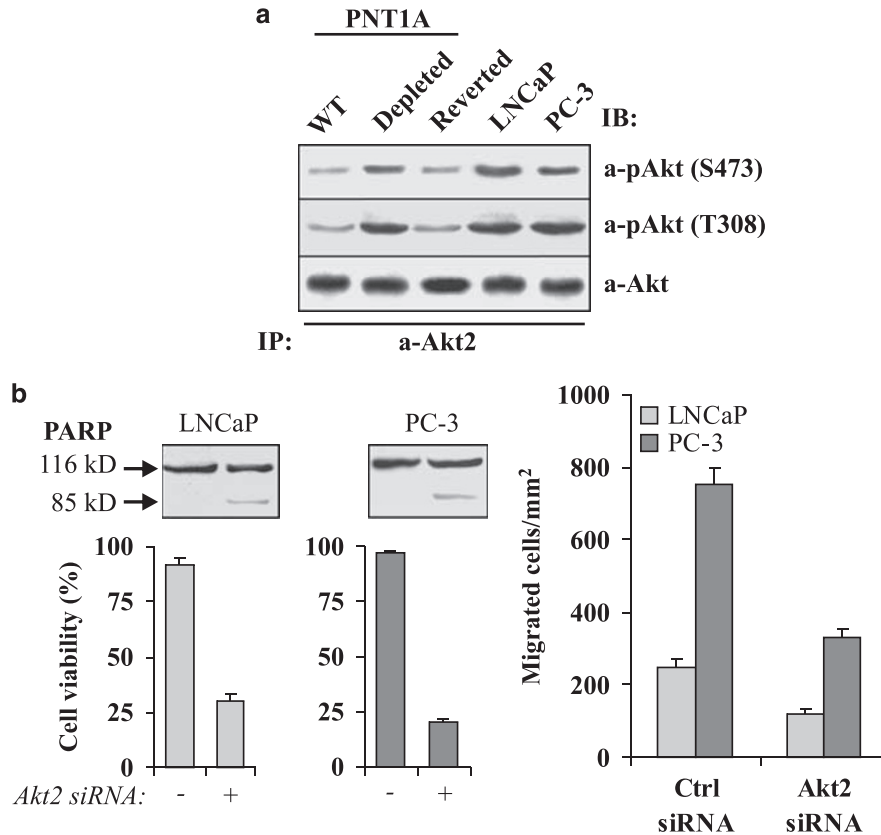 a
PNT1A
WT Depleted Reverted LNCaP PC-3 IB:
a-pAkt (S473)
a-pAkt (T308)
a-Akt
IP: a-Akt2
b
PARP
116 kD
85 kD
LNCaP
PC-3
Cell viability (%)
100
75
50
25
0
100
75
50
25
0
Akt2 siRNA: - + - +
Migrated cells/mm²
1000
800
600
400
200
0
LNCaP
PC-3
Ctrl siRNA
Akt2 siRNA